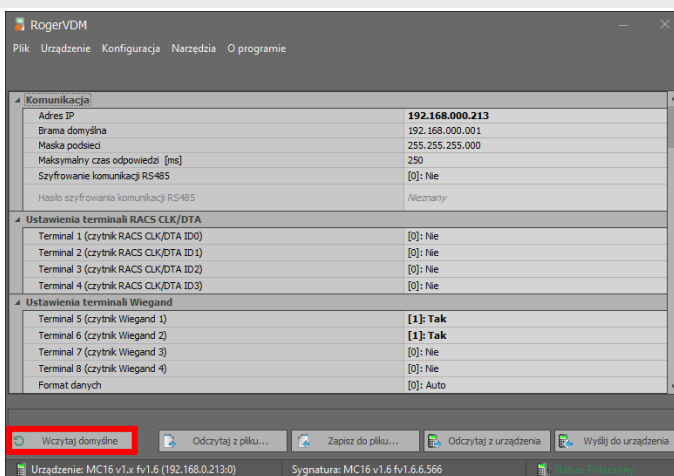 RogerVDM
Plik Urządzenie Konfiguracja Narzędzia O programie
Komunikacja
Adres IP 192.168.000.213
Brama domyślna 192.168.000.001
Maska podsieci 255.255.255.000
Maksymalny czas odpowiedzi [ms] 250
Szyfrowanie komunikacji RS485 [0]: Nie
Hasło szyfrowania komunikacji RS485 Nieznany
Ustawienia terminali RACS CLK/DTA
Terminal 1 (czytnik RACS CLK/DTA ID0) [0]: Nie
Terminal 2 (czytnik RACS CLK/DTA ID1) [0]: Nie
Terminal 3 (czytnik RACS CLK/DTA ID2) [0]: Nie
Terminal 4 (czytnik RACS CLK/DTA ID3) [0]: Nie
Ustawienia terminali Wiegand
Terminal 5 (czytnik Wiegand 1) [1]: Tak
Terminal 6 (czytnik Wiegand 2) [1]: Tak
Terminal 7 (czytnik Wiegand 3) [0]: Nie
Terminal 8 (czytnik Wiegand 4) [0]: Nie
Format danych [0]: Auto
Wczytaj domyślne Odczytaj z pliku... Zapisz do pliku... Odczytaj z urządzenia Wyślij do urządzenia
Urządzenie: MC16 v1.x fv1.6 (192.168.0.213:0) Sygnatura: MC16 v1.6 fv1.6.6.566 Status: Połączony